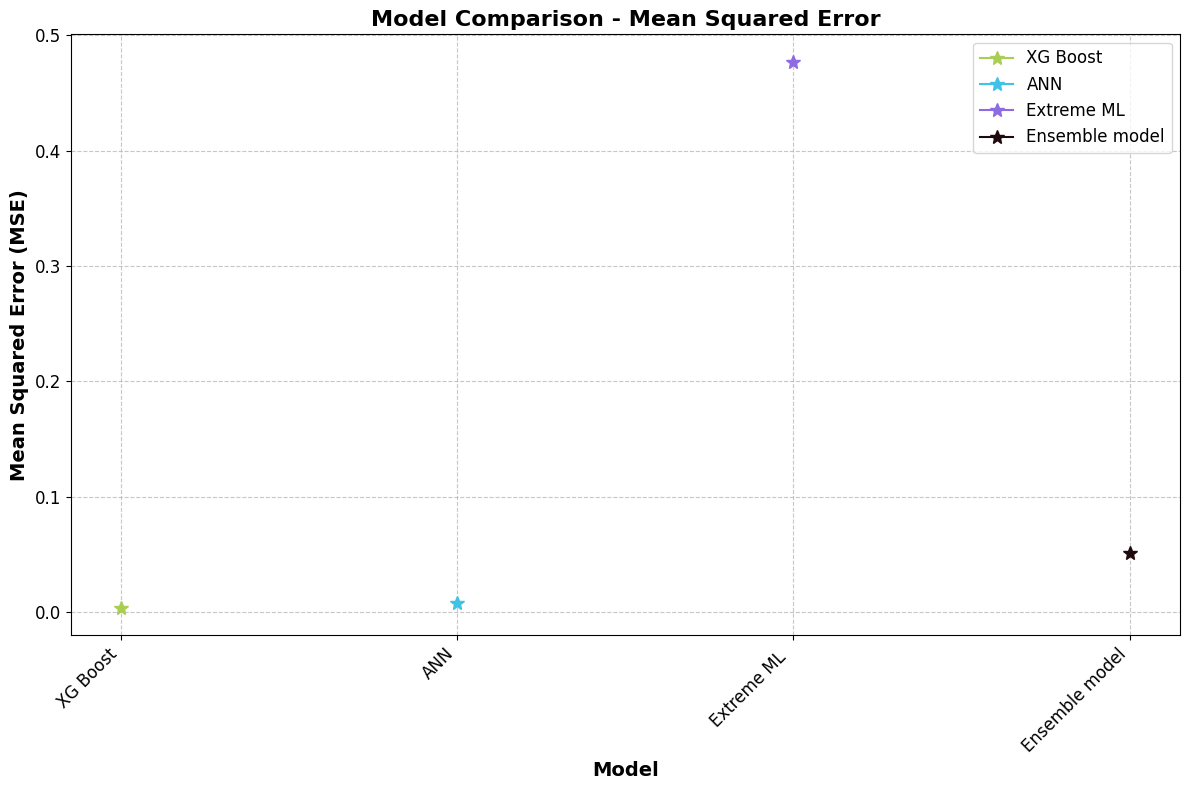 Model Comparison - Mean Squared Error
Mean Squared Error (MSE)
0.5
0.4
0.3
0.2
0.1
0.0
XG Boost
ANN
Extreme ML
Ensemble model
XG Boost
ANN
Extreme ML
Ensemble model
Model